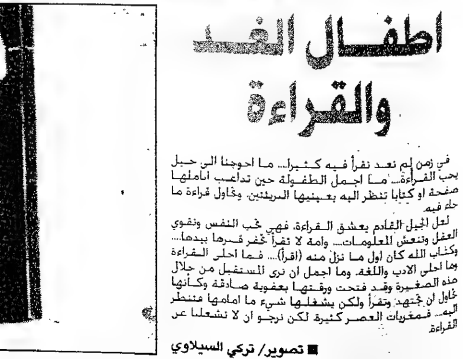 اطفال الغد
والقراءة
في زمن لم نعد نقرأ فيه كثيرا... ما احوجنا الى جيل
يحب القراءة... ما اجمل الطفولة حين تداعب اناملها
صفحة او كتابا تنظر اليه بعينيها البريئتين. وتحاول قراءة ما
جاء فيه.
لعل الجيل القادم يعشق القراءة. فهي تحب النفس وتقوي
العقل وتنعش المعلومات.... وامة لا تقرأ تحفر قبرها بيدها....
وكتاب الله كان اول ما نزل منه (اقرأ).... فما احلى القراءة
وما احلى الادب واللغة. وما اجمل ان نرى المستقبل من خلال
هذه الصغيرة وقد فتحت ورقتها بعفوية صادقة وكأنها
تحاول ان تجتهد وتقرأ ولكن يشغلها شيء ما امامها فتنظر
اليه... فمغريات العصر كثيرة. لكن نرجو ان لا تشغلنا عن
القراءة.
■ تصوير/ تركي السيلاوي